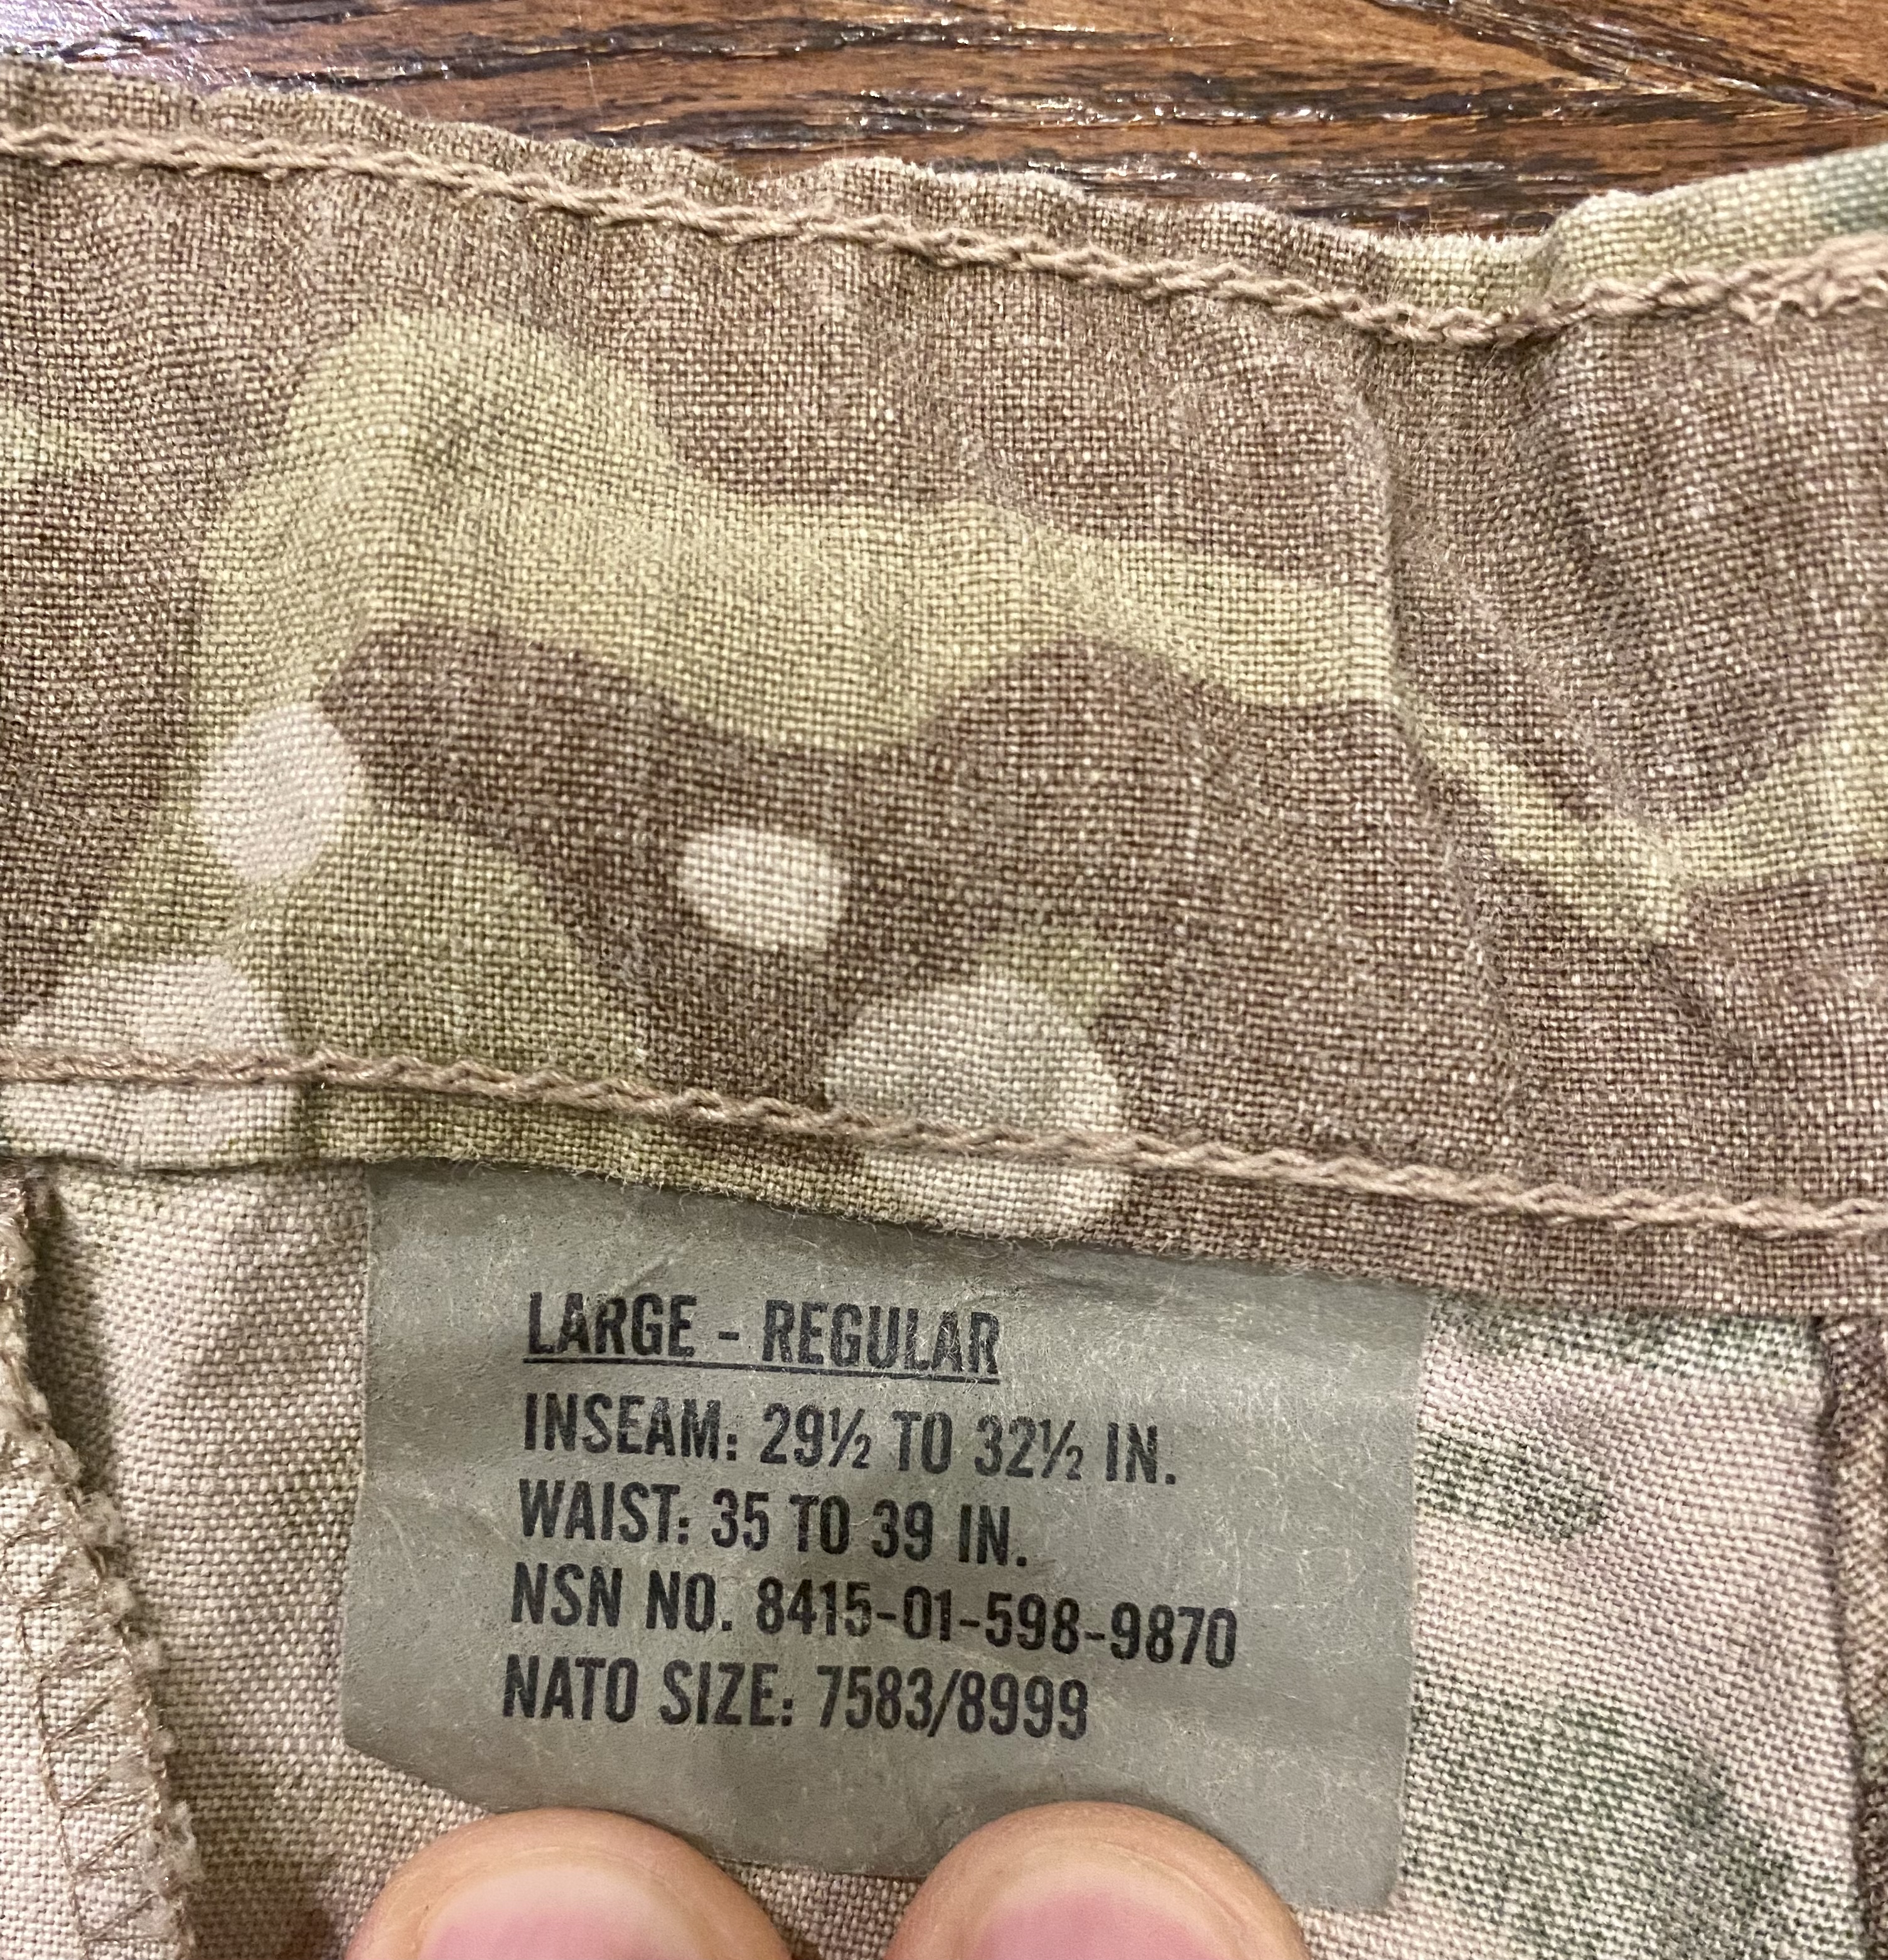 LARGE - REGULAR
INSEAM: 29½ TO 32½ IN.
WAIST: 35 TO 39 IN.
NSN NO. 8415-01-598-9870
NATO SIZE: 7583/8999